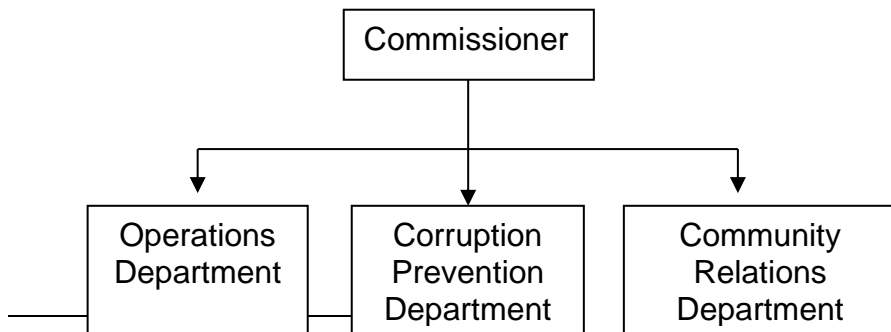 Commissioner
Operations
Department
Corruption
Prevention
Department
Community
Relations
Department